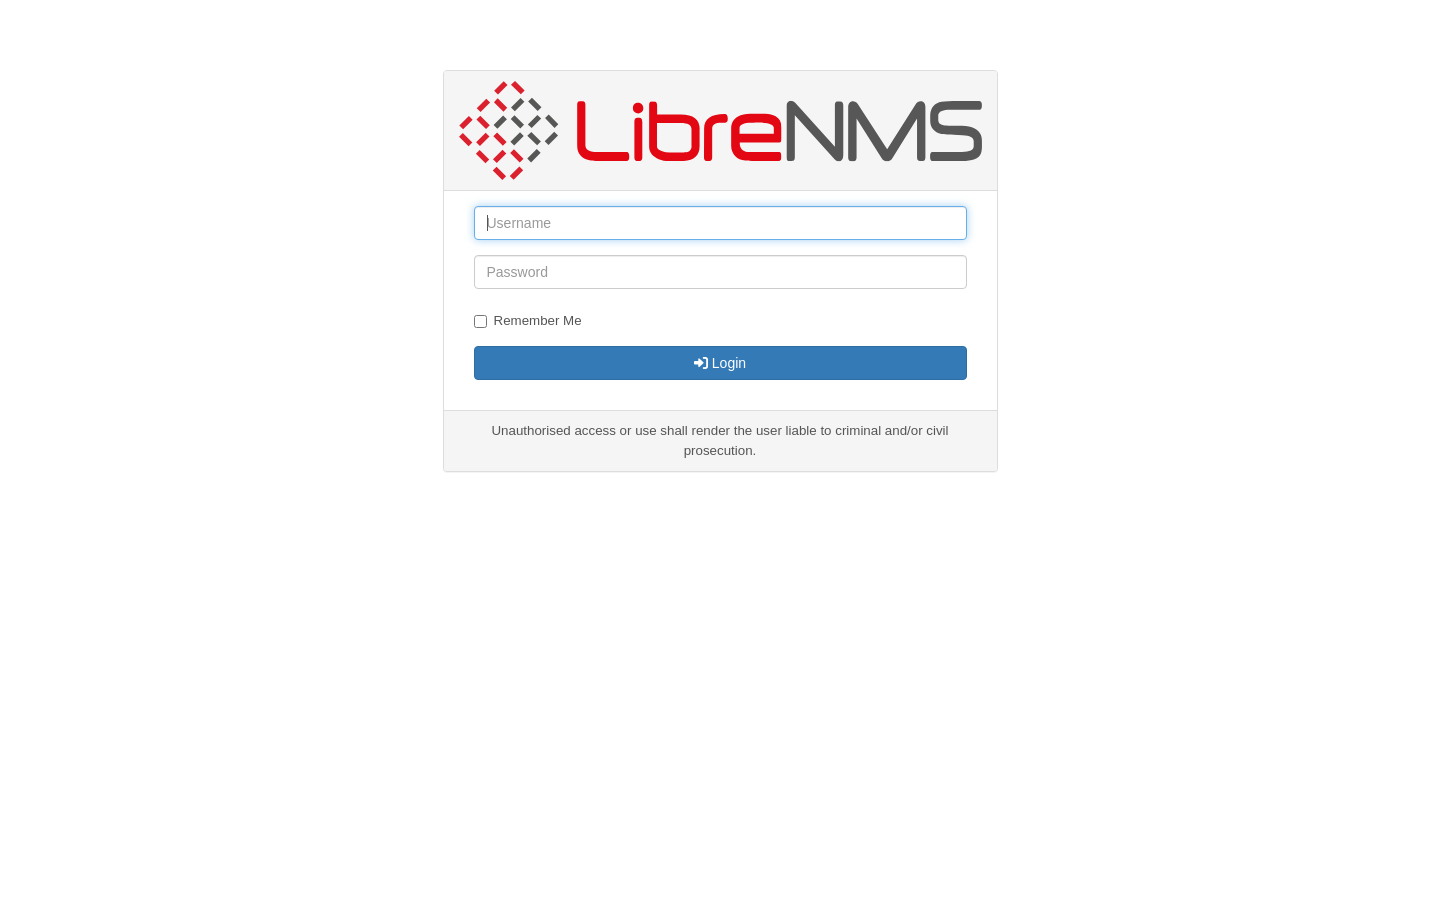 LibreNMS
Username
Password
Remember Me
Login
Unauthorised access or use shall render the user liable to criminal and/or civil
prosecution.